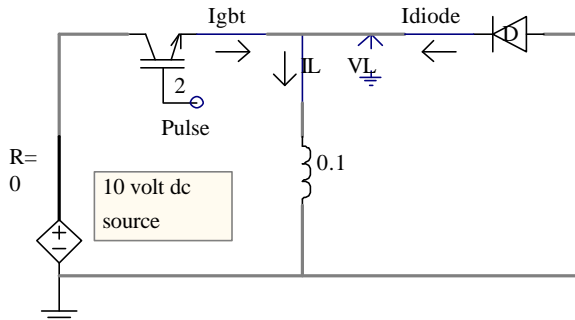 Igbt
Idiode
IL
VL
D
2
Pulse
R=
0
10 volt dc
source
0.1
+
−